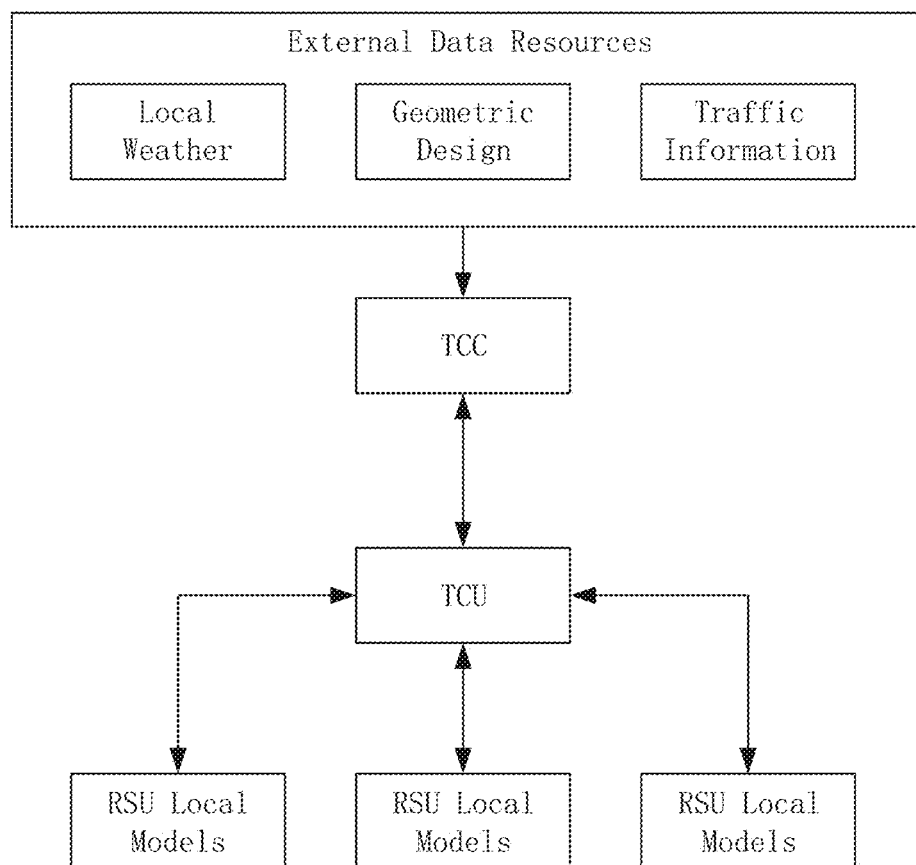 External Data Resources
Local
Weather
Geometric
Design
Traffic
Information
TCC
TCU
RSU Local
Models
RSU Local
Models
RSU Local
Models